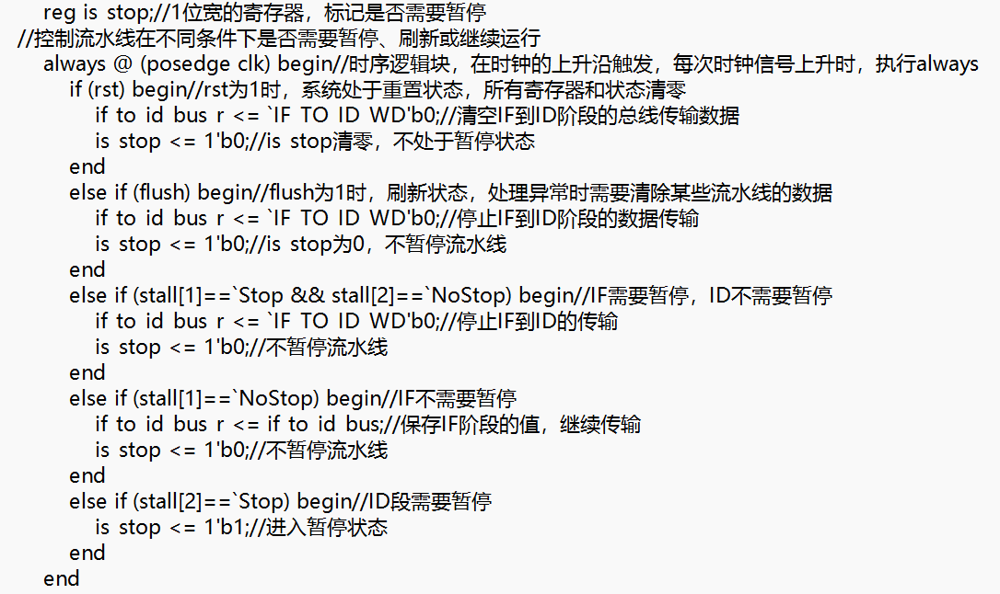 reg is stop;//1位宽的寄存器，标记是否需要暂停
//控制流水线在不同条件下是否需要暂停、刷新或继续运行
always @ (posedge clk) begin//时序逻辑块，在时钟的上升沿触发，每次时钟信号上升时，执行always
if (rst) begin//rst为1时，系统处于重置状态，所有寄存器和状态清零
if to id bus r <= `IF TO ID WD'b0;//清空IF到ID阶段的总线传输数据
is stop <= 1'b0;//is stop清零，不处于暂停状态
end
else if (flush) begin//flush为1时，刷新状态，处理异常时需要清除某些流水线的数据
if to id bus r <= `IF TO ID WD'b0;//停止IF到ID阶段的数据传输
is stop <= 1'b0;//is stop为0，不暂停流水线
end
else if (stall[1]==`Stop && stall[2]==`NoStop) begin//IF需要暂停，ID不需要暂停
if to id bus r <= `IF TO ID WD'b0;//停止IF到ID的传输
is stop <= 1'b0;//不暂停流水线
end
else if (stall[1]==`NoStop) begin//IF不需要暂停
if to id bus r <= if to id bus;//保存IF阶段的值，继续传输
is stop <= 1'b0;//不暂停流水线
end
else if (stall[2]==`Stop) begin//ID段需要暂停
is stop <= 1'b1;//进入暂停状态
end
end